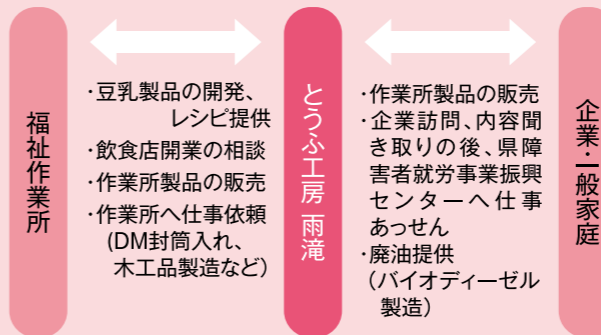 福祉作業所
・豆乳製品の開発、
レシピ提供
・飲食店開業の相談
・作業所製品の販売
・作業所へ仕事依頼
(DM封筒入れ、
木工品製造など)
とうふ工房 雨滝
・作業所製品の販売
・企業訪問、内容聞
き取りの後、県障
害者就労事業振興
センターへ仕事
あっせん
・廃油提供
(バイオディーゼル
製造)
企業・一般家庭